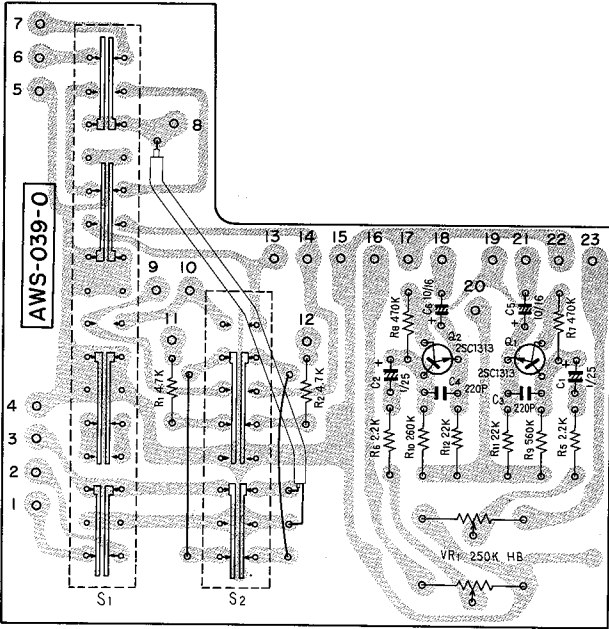 7
6
5
8
AWS-039-0
13 14 15 16 17 18 19 21 22 23
9 10
20
11 12
R8 470K
C6 10/16
C5 10/16
R7 470K
Q2
2SC1313
Q1
2SC1313
R1 4.7K
R2 4.7K
C2 1/25
C4
220P
C3
220P
C1 1/25
4
3
2
1
R6 2.2K
R10 260K
R12 22K
R11 22K
R9 560K
R5 2.2K
VR1 250K HB
S1 S2